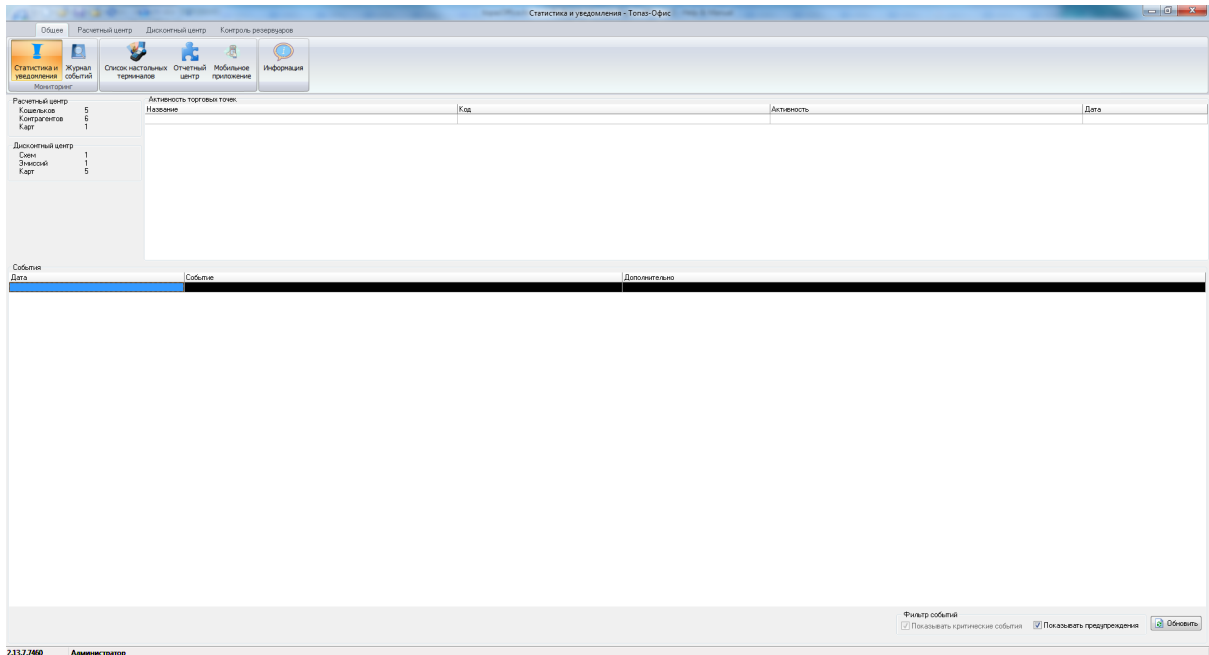 Статистика и уведомления - Топаз-Офис
Общее Расчетный центр Дисконтный центр Контроль резервуаров
Статистика и уведомления Журнал событий Список настольных терминалов Отчетный центр Мобильное приложение Информация
Мониторинг
Расчетный центр
Кошельков 5
Контрагентов 6
Карт 1
Дисконтный центр
Схем 1
Эмиссий 1
Карт 5
Активность торговых точек
Название Код Активность Дата
События
Дата Событие Дополнительно
Фильтр событий
Показывать критические события Показывать предупреждения Обновить
2.13.7.7460 Администратор